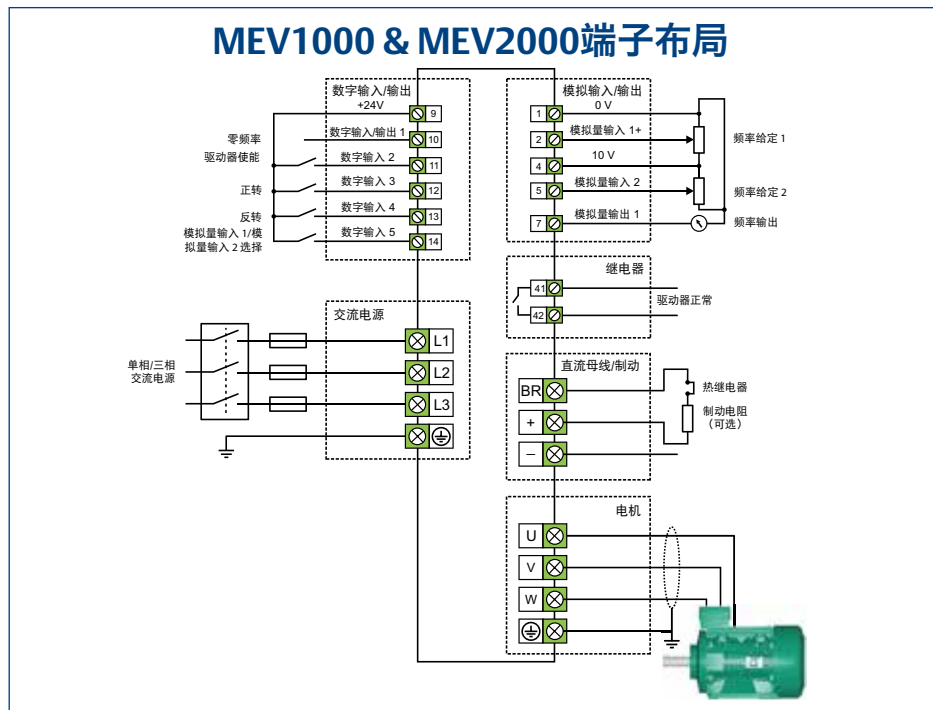 MEV1000 & MEV2000端子布局
数字输入/输出
+24V
9
零频率
数字输入/输出 1
10
驱动器使能
数字输入 2
11
正转
数字输入 3
12
反转
数字输入 4
13
模拟量输入 1/模
拟量输入 2 选择
数字输入 5
14
交流电源
单相/三相
交流电源
L1
L2
L3
模拟输入/输出
1
0 V
2
模拟量输入 1+
频率给定 1
4
10 V
5
模拟量输入 2
频率给定 2
7
模拟量输出 1
频率输出
继电器
41
驱动器正常
42
直流母线/制动
BR
热继电器
+
制动电阻
（可选）
−
电机
U
V
W